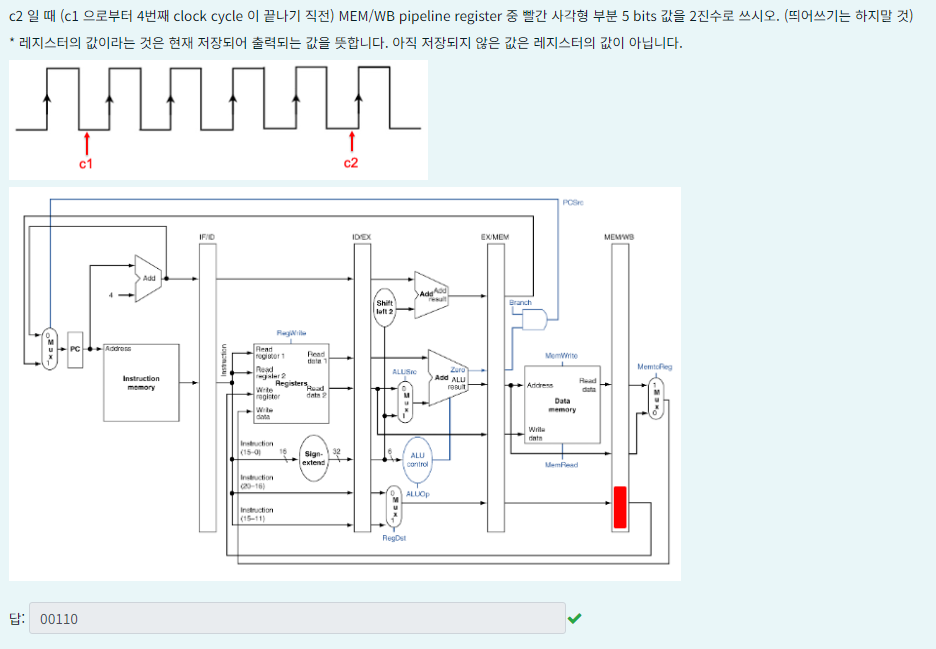 c2 일 때 (c1 으로부터 4번째 clock cycle 이 끝나기 직전) MEM/WB pipeline register 중 빨간 사각형 부분 5 bits 값을 2진수로 쓰시오. (띄어쓰기는 하지말 것)
* 레지스터의 값이라는 것은 현재 저장되어 출력되는 값을 뜻합니다. 아직 저장되지 않은 값은 레지스터의 값이 아닙니다.
c1
c2
PCSrc
IF/ID
ID/EX
EX/MEM
MEM/WB
Add
4
Shift
left 2
Add Add
result
Branch
RegWrite
0
M
u
x
1
PC
Address
Instruction
memory
Instruction
Read
register 1
Read
data 1
Read
register 2
Registers
Write
register
Read
data 2
Write
data
ALUSrc
0
M
u
x
1
Zero
Add ALU
result
MemWrite
Address
Read
data
Data
memory
Write
data
MemRead
MemtoReg
1
M
u
x
0
Instruction
(15–0)
16
Sign-
extend
32
6
ALU
control
Instruction
(20–16)
ALUOp
0
M
u
x
1
Instruction
(15–11)
RegDst
답:
00110